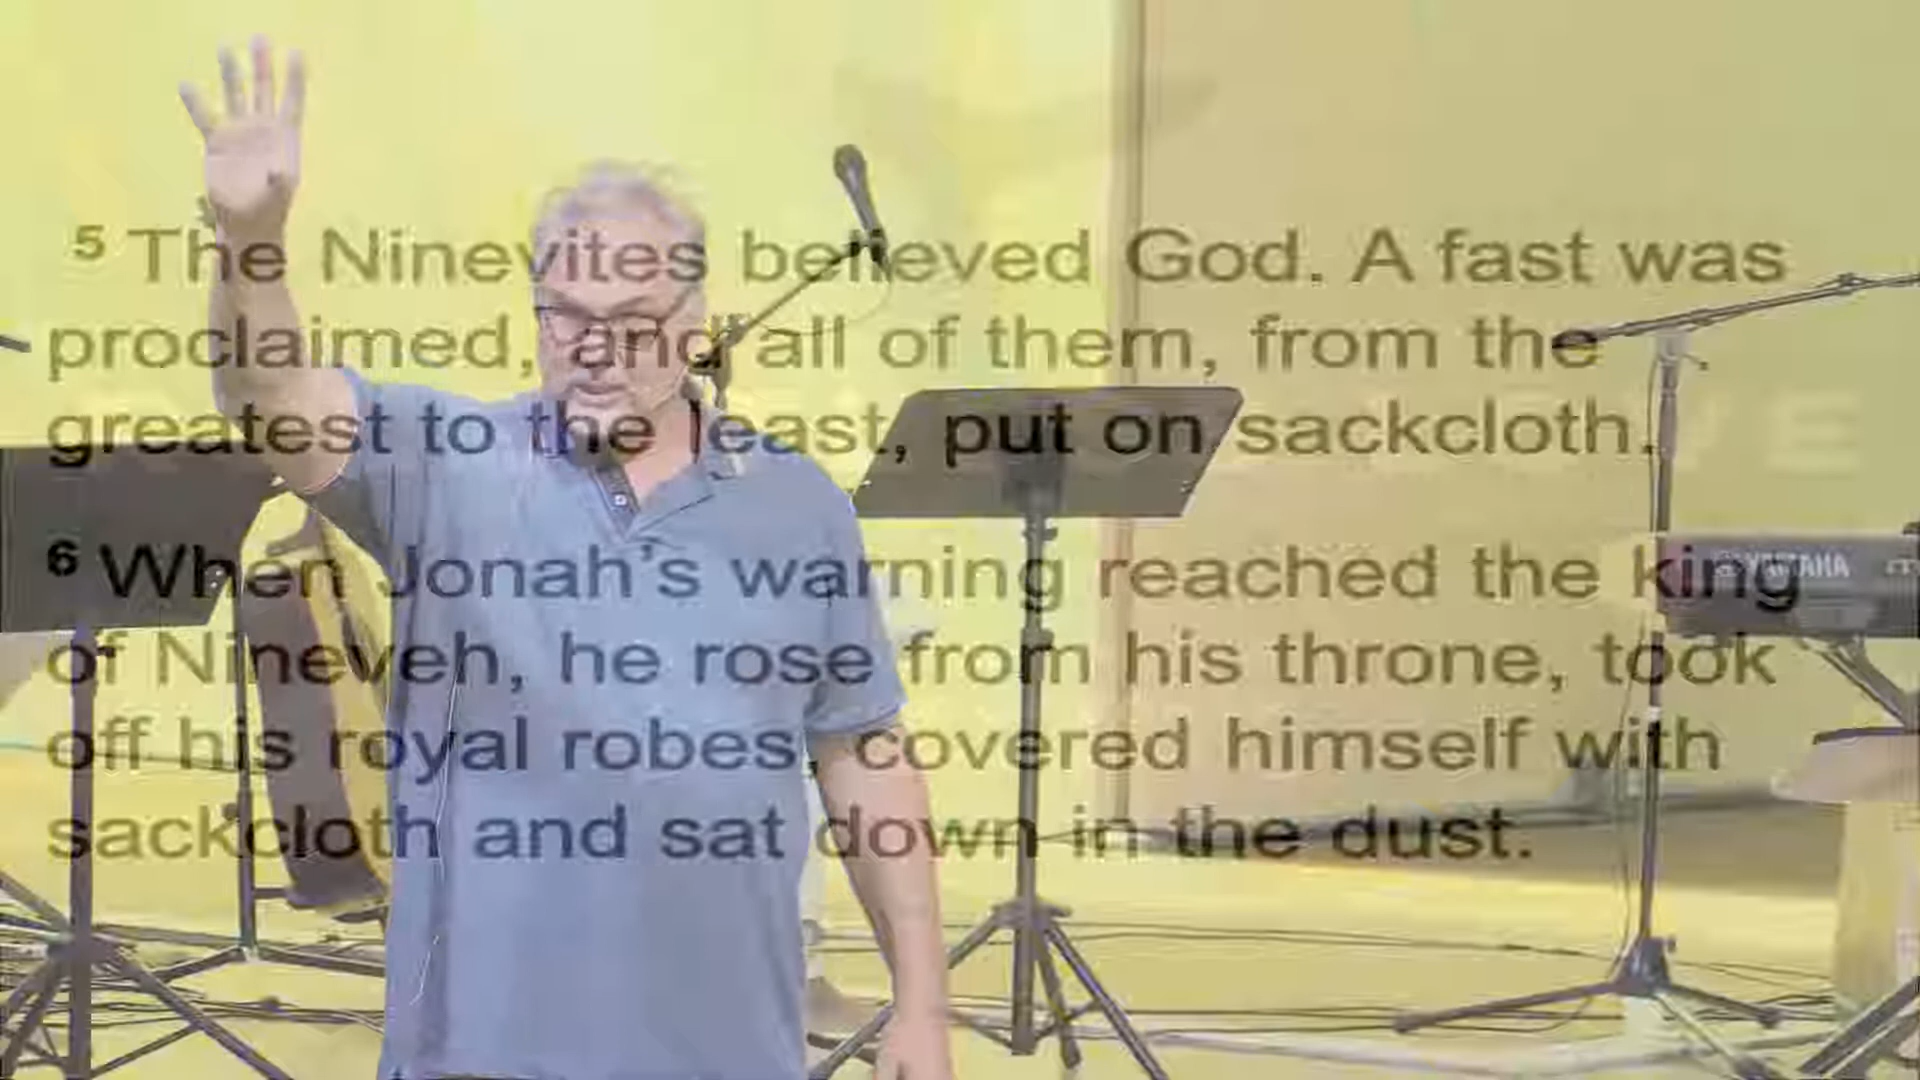 5 The Ninevites believed God. A fast was
proclaimed, and all of them, from the
greatest to the least, put on sackcloth.
6 When Jonah’s warning reached the king
of Nineveh, he rose from his throne, took
off his royal robes, covered himself with
sackcloth and sat down in the dust.
YAMAHA